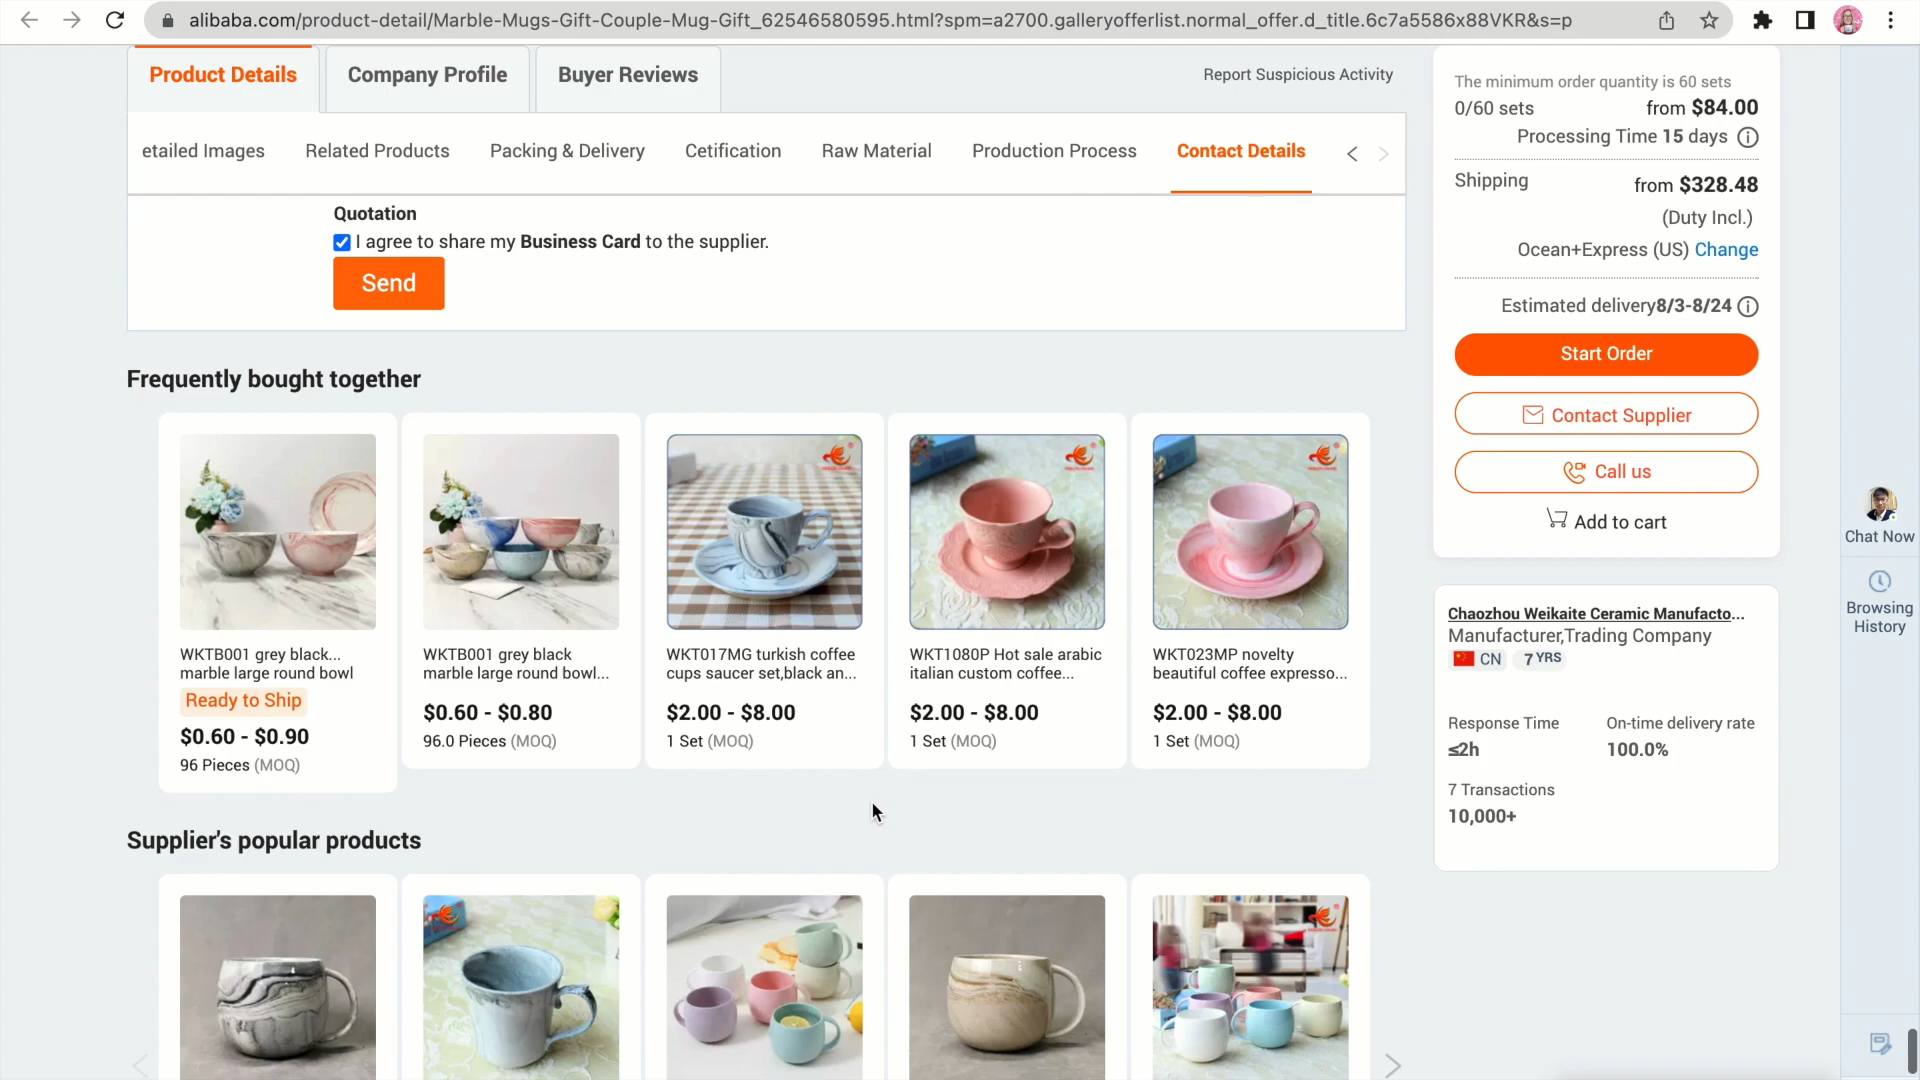 alibaba.com/product-detail/Marble-Mugs-Gift-Couple-Mug-Gift_62546580595.html?spm=a2700.galleryofferlist.normal_offer.d_title.6c7a5586x88VKR&s=p
Product Details
Company Profile
Buyer Reviews
Report Suspicious Activity
etailed Images
Related Products
Packing & Delivery
Cetification
Raw Material
Production Process
Contact Details
Quotation
I agree to share my Business Card to the supplier.
Send
The minimum order quantity is 60 sets
0/60 sets from $84.00
Processing Time 15 days
Shipping from $328.48
(Duty Incl.)
Ocean+Express (US) Change
Estimated delivery8/3-8/24
Start Order
Contact Supplier
Call us
Add to cart
Chat Now
Browsing
History
Frequently bought together
WKTB001 grey black...
marble large round bowl
Ready to Ship
$0.60 - $0.90
96 Pieces (MOQ)
WKTB001 grey black
marble large round bowl...
$0.60 - $0.80
96.0 Pieces (MOQ)
WKT017MG turkish coffee
cups saucer set,black an...
$2.00 - $8.00
1 Set (MOQ)
WKT1080P Hot sale arabic
italian custom coffee...
$2.00 - $8.00
1 Set (MOQ)
WKT023MP novelty
beautiful coffee expresso...
$2.00 - $8.00
1 Set (MOQ)
Chaozhou Weikaite Ceramic Manufacto...
Manufacturer,Trading Company
CN 7 YRS
Response Time
≤2h
On-time delivery rate
100.0%
7 Transactions
10,000+
Supplier's popular products